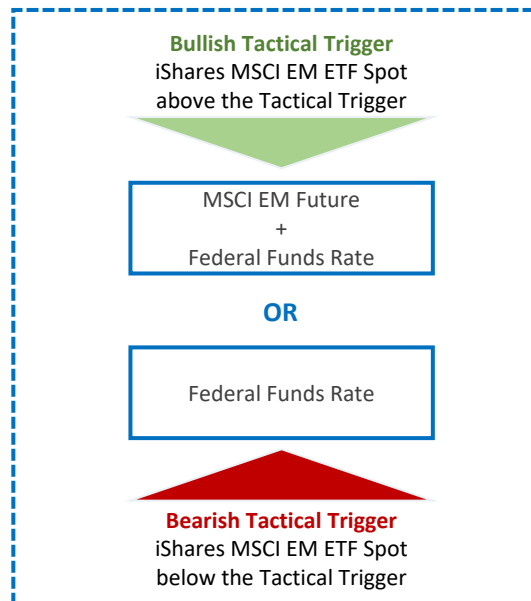 Bullish Tactical Trigger
iShares MSCI EM ETF Spot
above the Tactical Trigger
MSCI EM Future
+
Federal Funds Rate
OR
Federal Funds Rate
Bearish Tactical Trigger
iShares MSCI EM ETF Spot
below the Tactical Trigger